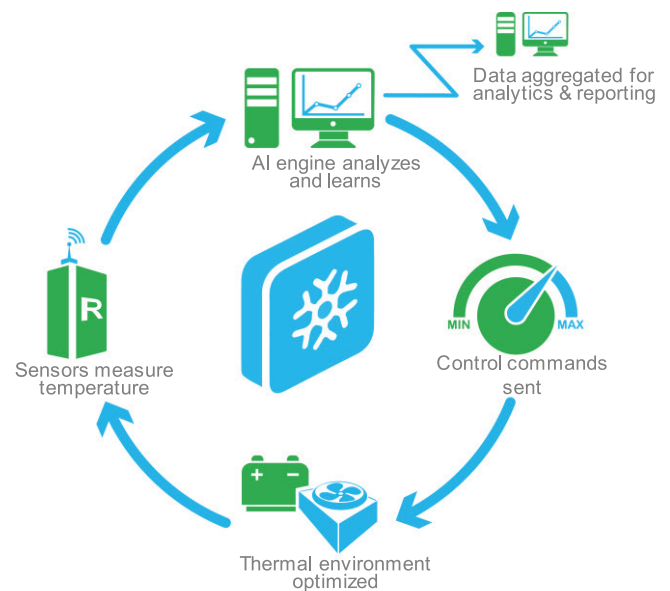 Data aggregated for
analytics & reporting
AI engine analyzes
and learns
R
Sensors measure
temperature
MIN
MAX
Control commands
sent
+ −
Thermal environment
optimized